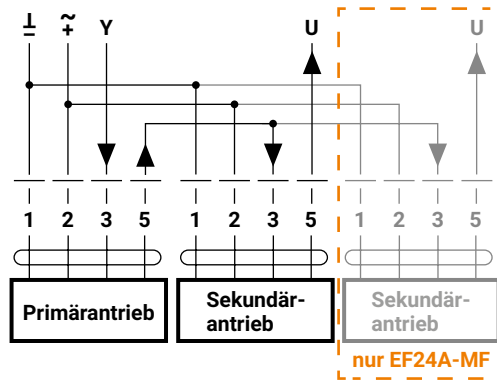 ⊥ ~ Y U U
– +
1 2 3 5 1 2 3 5 1 2 3 5
Primärantrieb
Sekundär-
antrieb
Sekundär-
antrieb
nur EF24A-MF